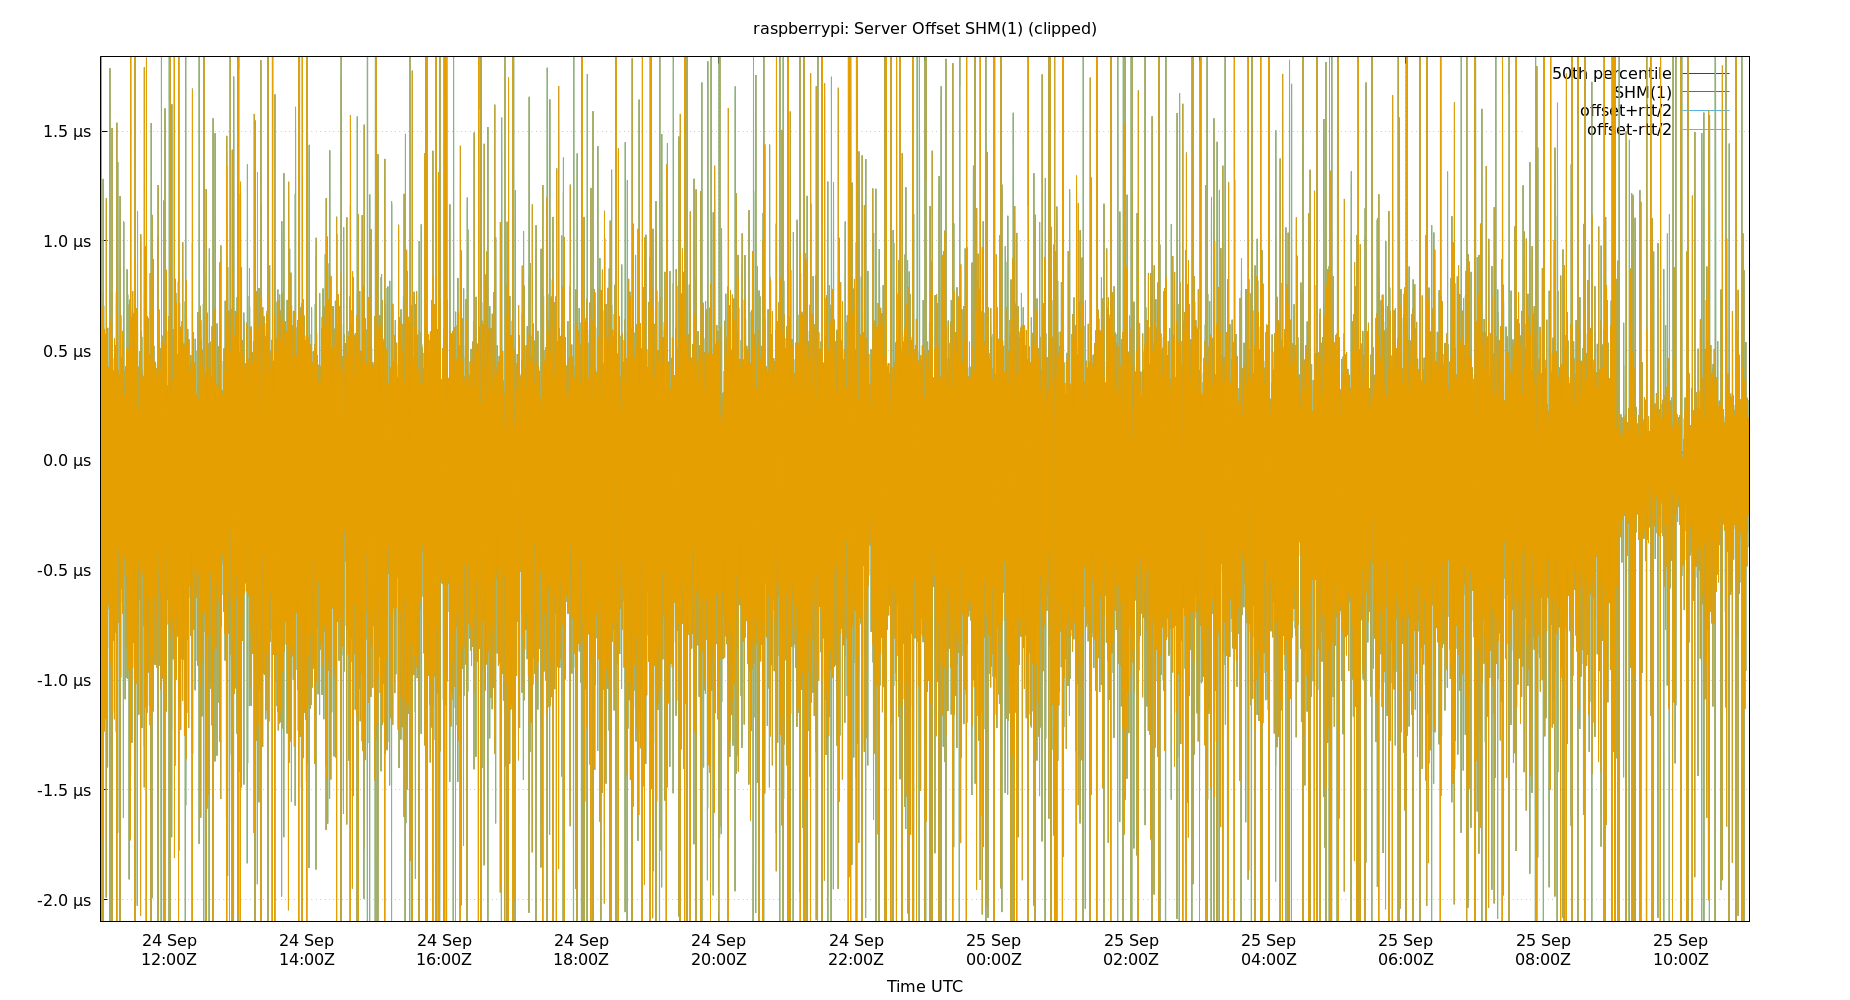 raspberrypi: Server Offset SHM(1) (clipped)
50th percentile
SHM(1)
offset+rtt/2
offset-rtt/2
1.5 µs
1.0 µs
0.5 µs
0.0 µs
-0.5 µs
-1.0 µs
-1.5 µs
-2.0 µs
24 Sep 24 Sep 24 Sep 24 Sep 24 Sep 24 Sep 25 Sep 25 Sep 25 Sep 25 Sep 25 Sep 25 Sep
12:00Z 14:00Z 16:00Z 18:00Z 20:00Z 22:00Z 00:00Z 02:00Z 04:00Z 06:00Z 08:00Z 10:00Z
Time UTC